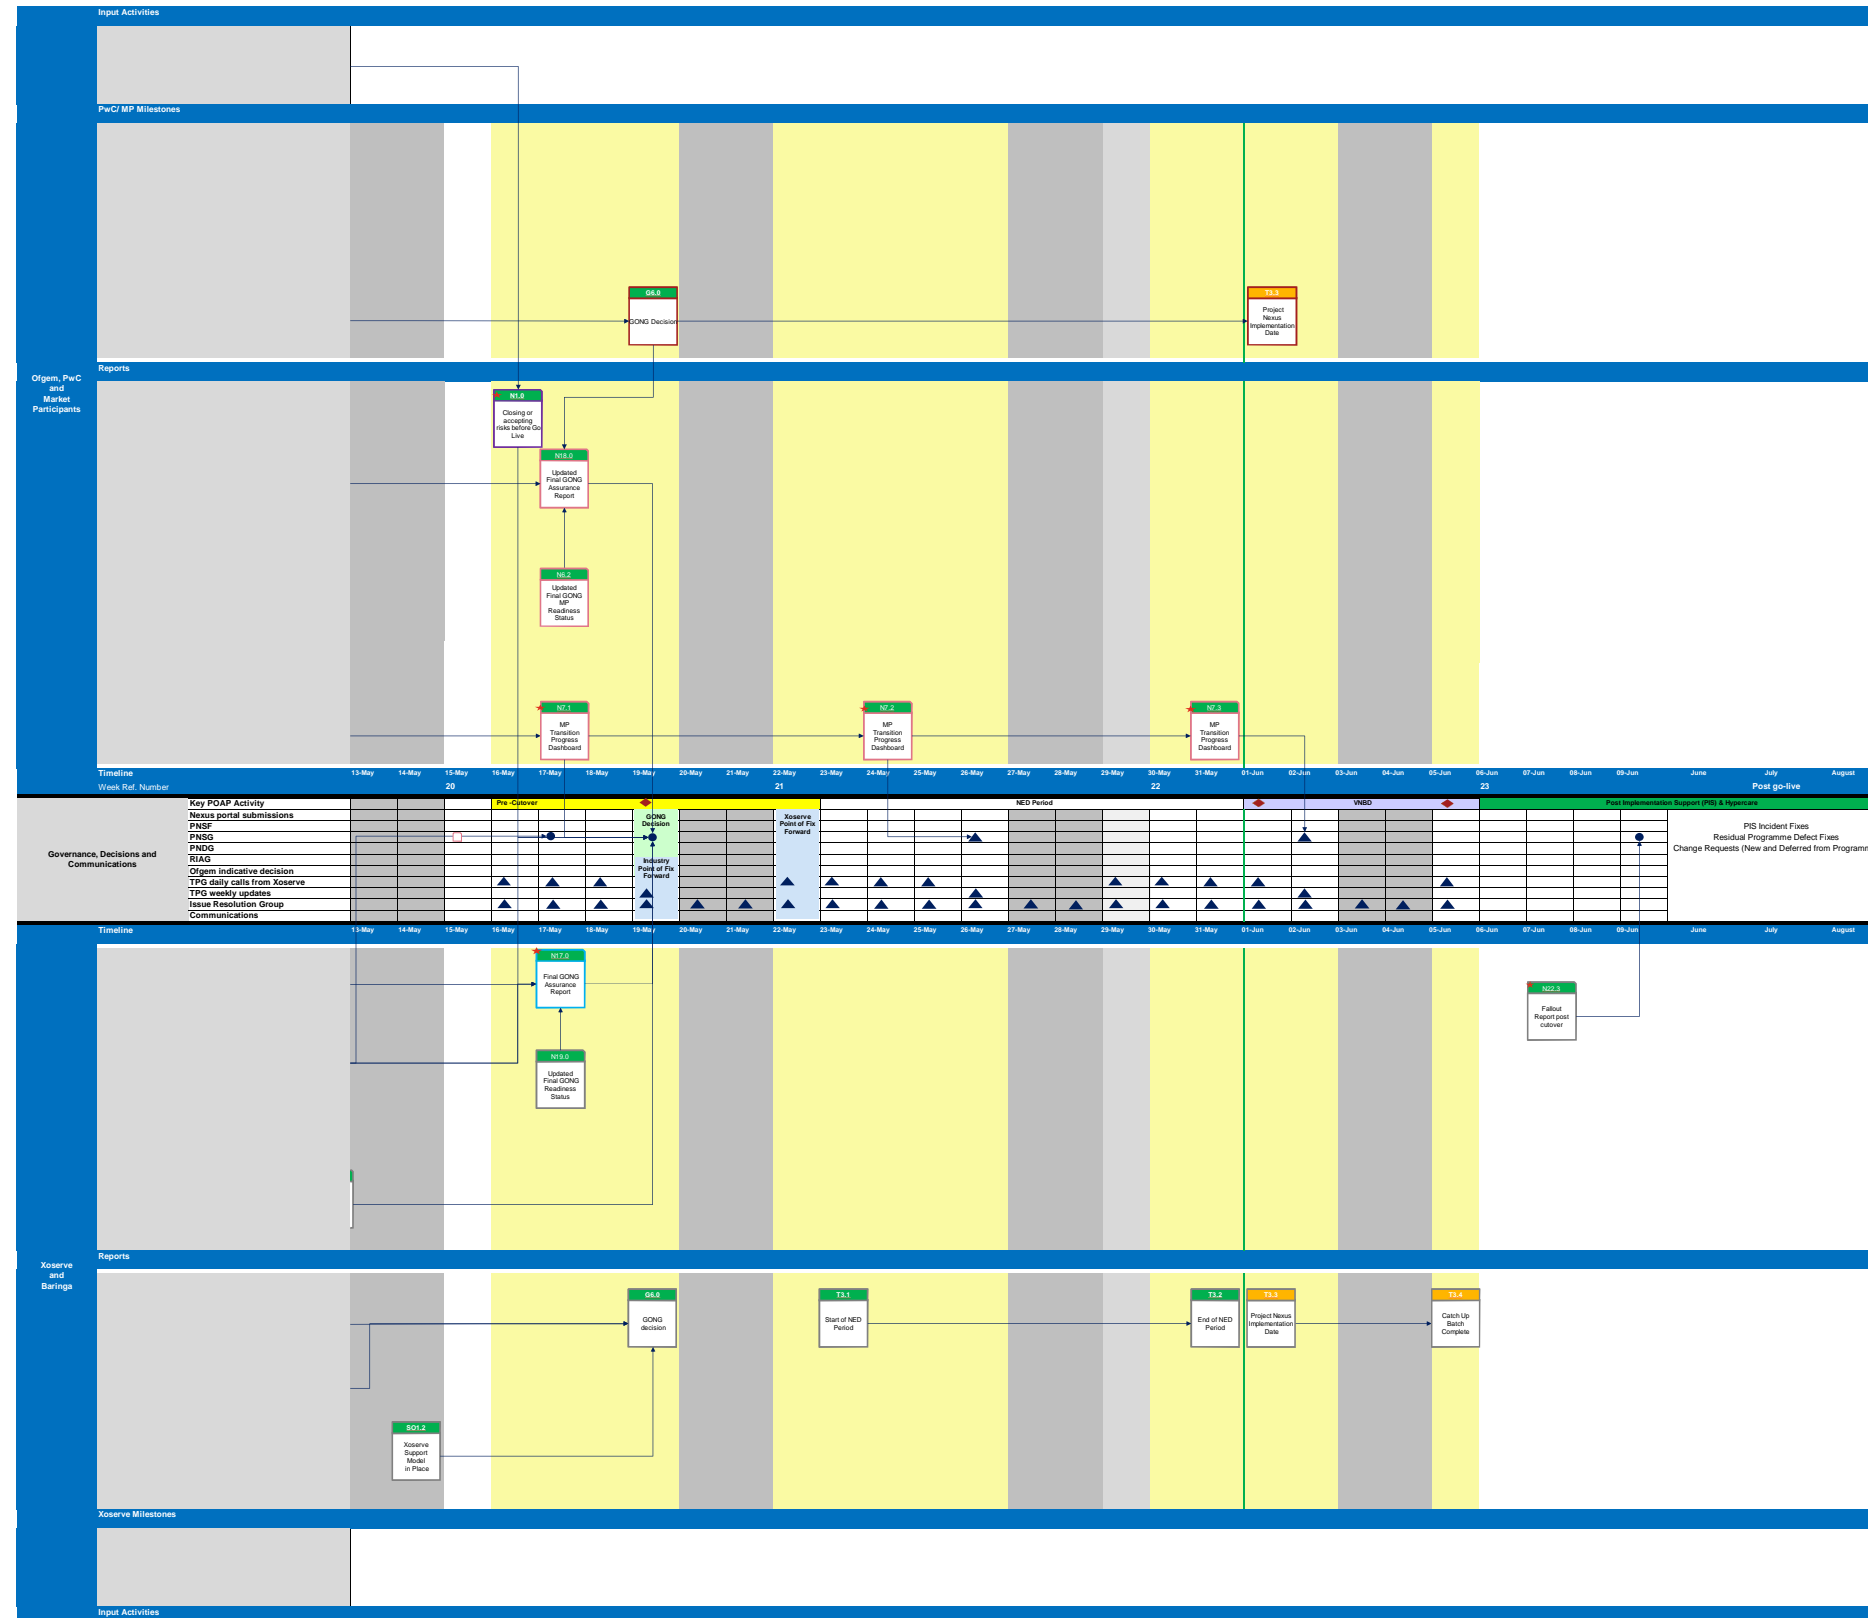 Input Activities
PwC/ MP Milestones
G6.0
GONG Decision
T3.3
Project
Nexus
Implementation
Date
Reports
Ofgem, PwC
and
Market
Participants
N1.0
Closing or
accepting
risks before Go
Live
N18.0
Updated
Final GONG
Assurance
Report
N6.2
Updated
Final GONG
MP
Readiness
Status
N7.1
MP
Transition
Progress
Dashboard
N7.2
MP
Transition
Progress
Dashboard
N7.3
MP
Transition
Progress
Dashboard
Timeline 13-May 14-May 15-May 16-May 17-May 18-May 19-May 20-May 21-May 22-May 23-May 24-May 25-May 26-May 27-May 28-May 29-May 30-May 31-May 01-Jun 02-Jun 03-Jun 04-Jun 05-Jun 06-Jun 07-Jun 08-Jun 09-Jun June July August
Week Ref. Number 20 21 22 23 Post go-live
Key POAP Activity Pre -Cutover NED Period VNBD Post Implementation Support (PIS) & Hypercare
Nexus portal submissions
PNSF
PNSG
PNDG
RIAG
Ofgem indicative decision
TPG daily calls from Xoserve
TPG weekly updates
Issue Resolution Group
Communications
Governance, Decisions and
Communications
GONG
Decision
Industry
Point of Fix
Forward
Xoserve
Point of Fix
Forward
PIS Incident Fixes
Residual Programme Defect Fixes
Change Requests (New and Deferred from Programm
Timeline 13-May 14-May 15-May 16-May 17-May 18-May 19-May 20-May 21-May 22-May 23-May 24-May 25-May 26-May 27-May 28-May 29-May 30-May 31-May 01-Jun 02-Jun 03-Jun 04-Jun 05-Jun 06-Jun 07-Jun 08-Jun 09-Jun June July August
N17.0
Final GONG
Assurance
Report
N22.3
Fallout
Report post
cutover
N19.0
Updated
Final GONG
Readiness
Status
Reports
Xoserve
and
Baringa
G6.0
GONG
decision
T3.1
Start of NED
Period
T3.2
End of NED
Period
T3.3
Project Nexus
Implementation
Date
T3.4
Catch Up
Batch
Complete
SO1.2
Xoserve
Support
Model
in Place
Xoserve Milestones
Input Activities